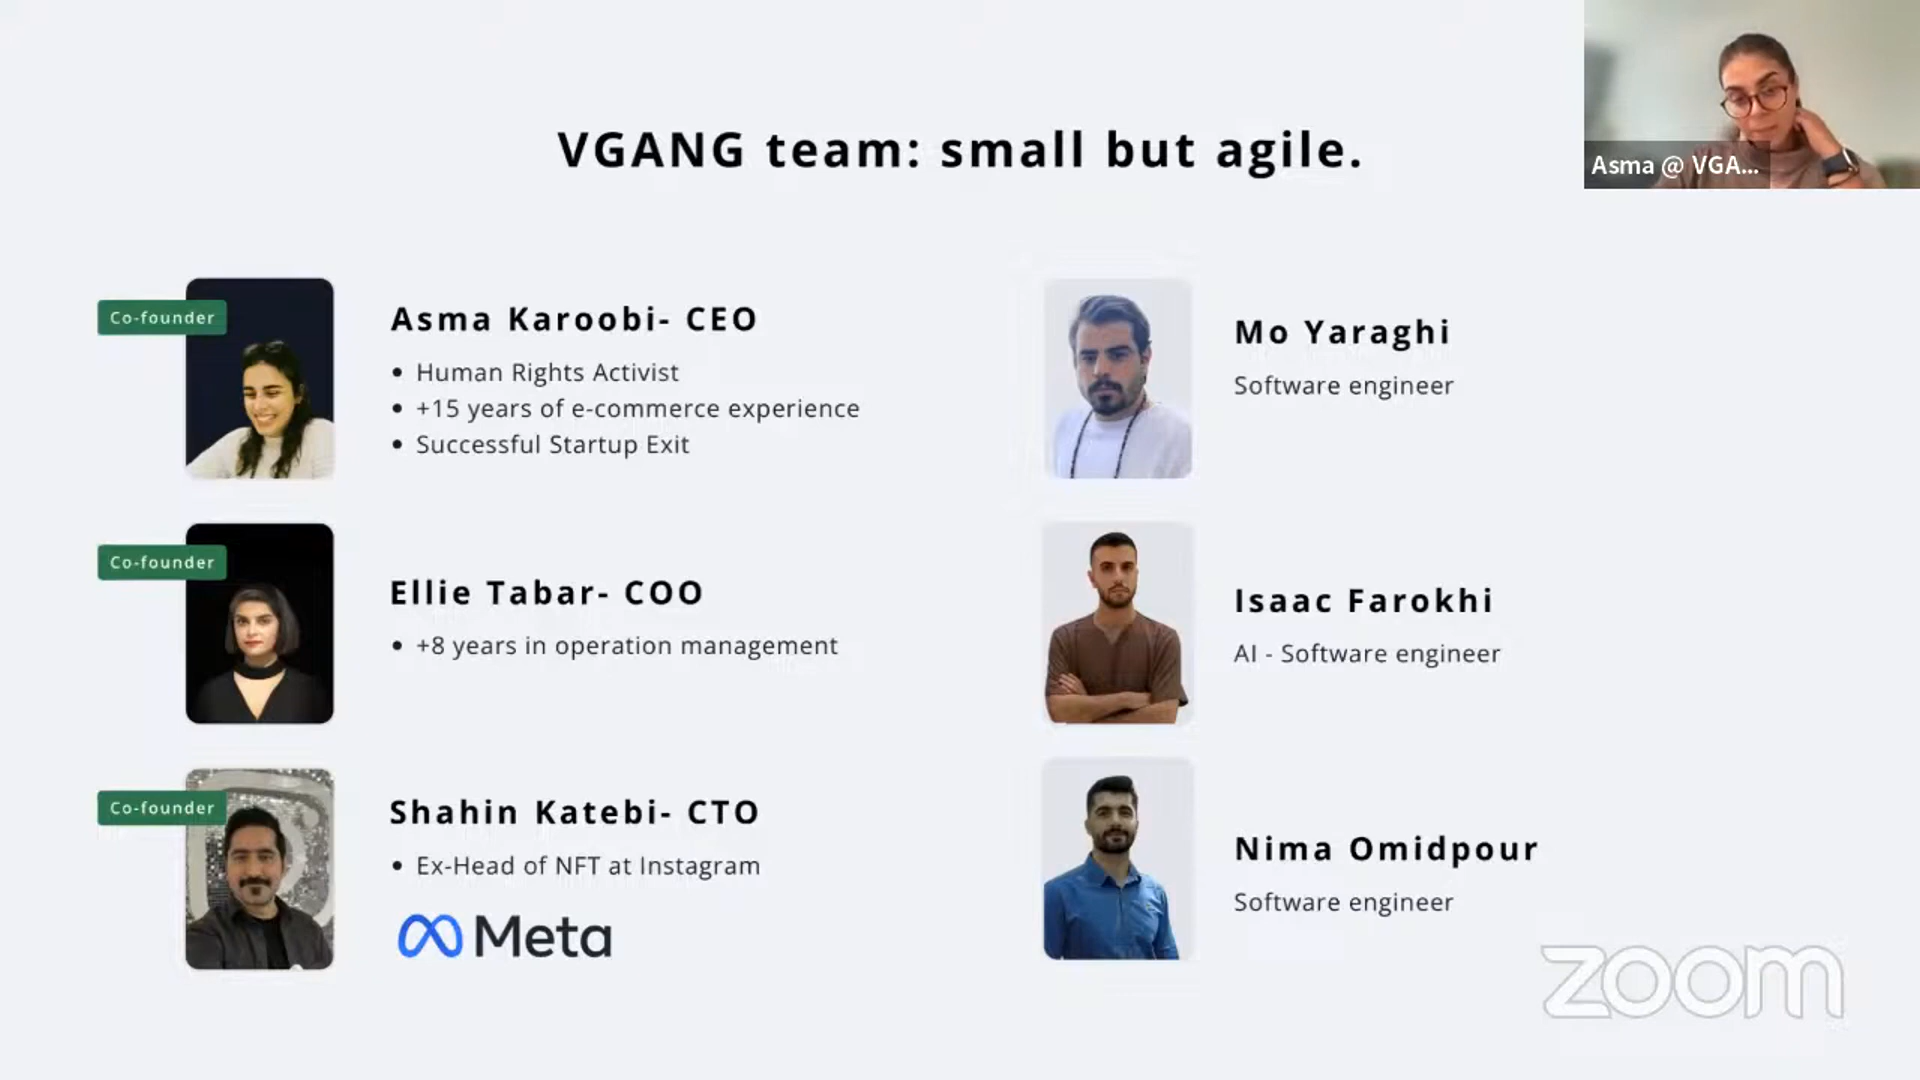 VGANG team: small but agile.
Asma @ VGA...
Co-founder
Asma Karoobi- CEO
• Human Rights Activist
• +15 years of e-commerce experience
• Successful Startup Exit
Co-founder
Ellie Tabar- COO
• +8 years in operation management
Co-founder
Shahin Katebi- CTO
• Ex-Head of NFT at Instagram
Meta
Mo Yaraghi
Software engineer
Isaac Farokhi
AI - Software engineer
Nima Omidpour
Software engineer
zoom